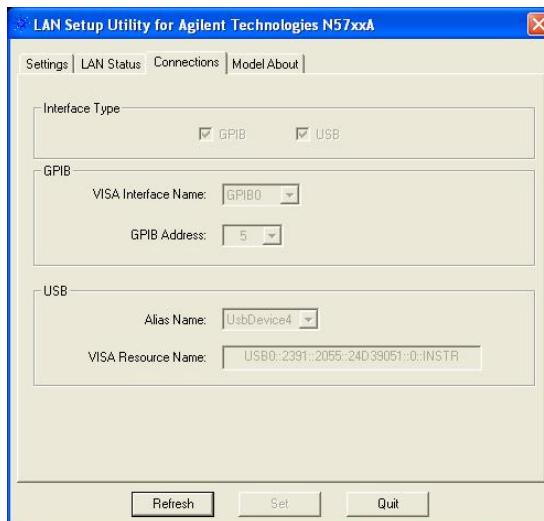 LAN Setup Utility for Agilent Technologies N57xxA
Settings LAN Status Connections Model About
Interface Type
GPIB USB
GPIB
VISA Interface Name: GPIB0
GPIB Address: 5
USB
Alias Name: UsbDevice4
VISA Resource Name: USB0::2391::2055::24D39051::0::INSTR
Refresh Set Quit